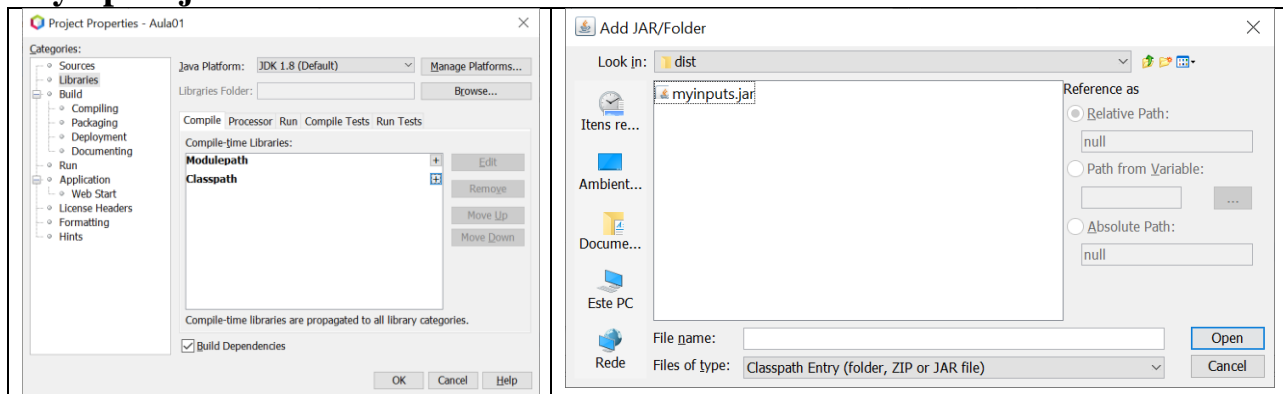 Project Properties - Aula01
Categories:
Sources
Libraries
Build
Compiling
Packaging
Deployment
Documenting
Run
Application
Web Start
License Headers
Formatting
Hints
Java Platform: JDK 1.8 (Default) Manage Platforms...
Libraries Folder: Browse...
Compile Processor Run Compile Tests Run Tests
Compile-time Libraries:
Modulepath
Classpath
Edit
Remove
Move Up
Move Down
Compile-time libraries are propagated to all library categories.
Build Dependencies
OK Cancel Help
Add JAR/Folder
Look in: dist
Itens re...
Ambient...
Docume...
Este PC
Rede
myinputs.jar
Reference as
Relative Path:
null
Path from Variable:
...
Absolute Path:
null
File name: Open
Files of type: Classpath Entry (folder, ZIP or JAR file) Cancel